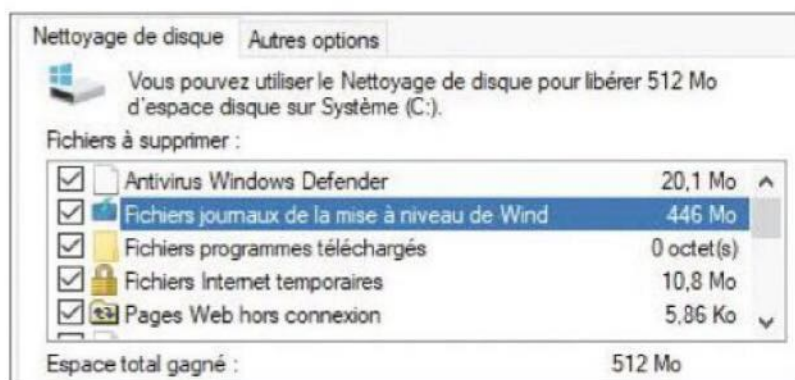 Nettoyage de disque Autres options
Vous pouvez utiliser le Nettoyage de disque pour libérer 512 Mo
d'espace disque sur Système (C:).
Fichiers à supprimer :
Antivirus Windows Defender 20,1 Mo
Fichiers journaux de la mise à niveau de Wind 446 Mo
Fichiers programmes téléchargés 0 octet(s)
Fichiers Internet temporaires 10,8 Mo
Pages Web hors connexion 5,86 Ko
Espace total gagné : 512 Mo